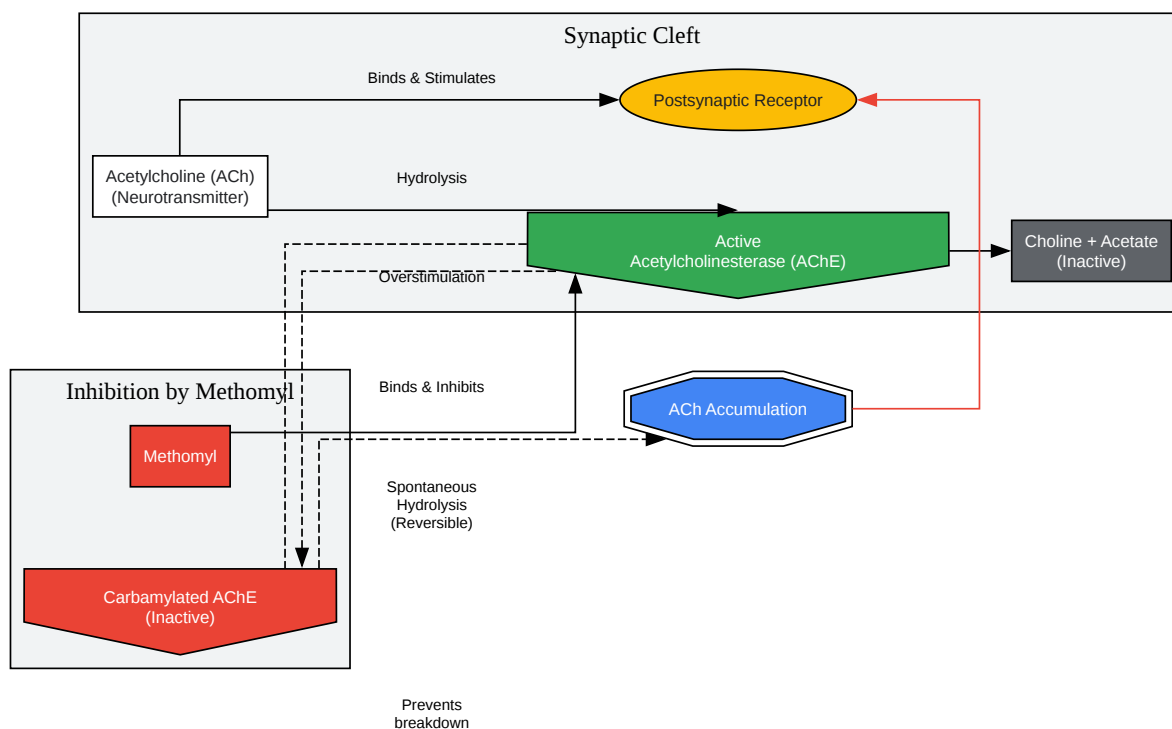 Synaptic Cleft
Binds & Stimulates
Postsynaptic Receptor
Acetylcholine (ACh)
(Neurotransmitter)
Hydrolysis
Active
Acetylcholinesterase (AChE)
Choline + Acetate
(Inactive)
Overstimulation
Inhibition by Methomyl
Binds & Inhibits
ACh Accumulation
Methomyl
Spontaneous
Hydrolysis
(Reversible)
Carbamylated AChE
(Inactive)
Prevents
breakdown